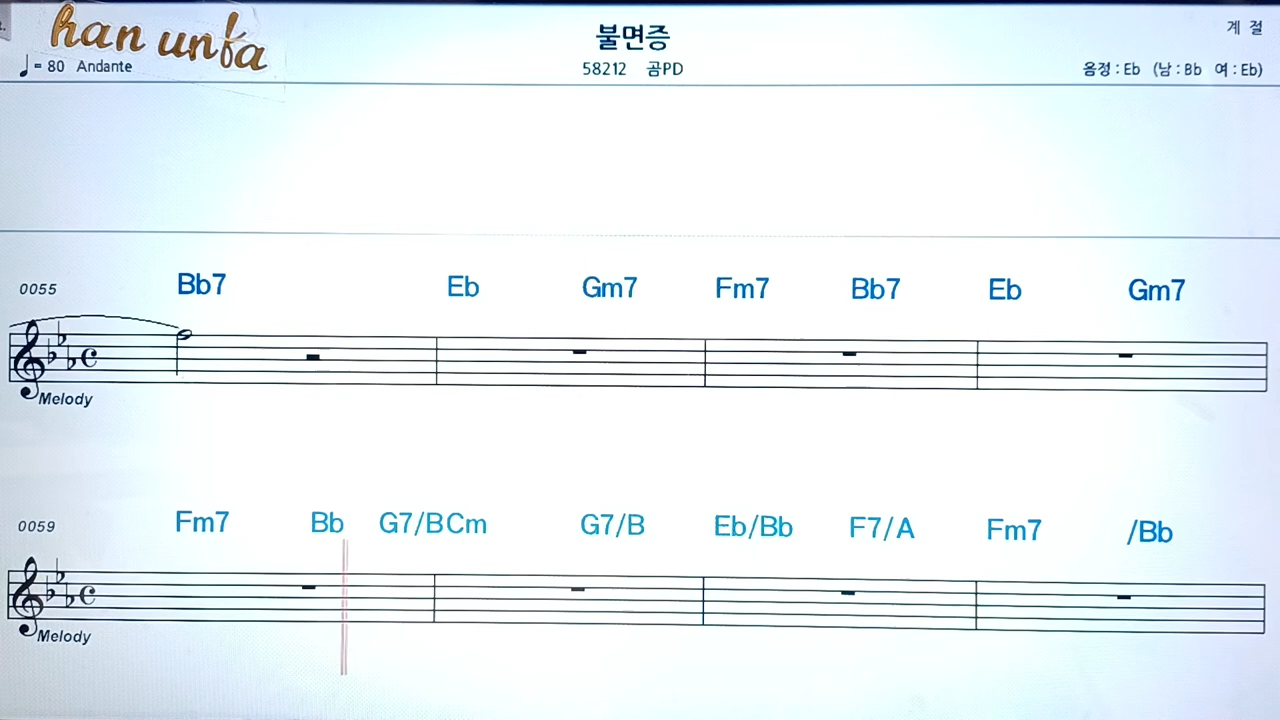 han unfa
불면증
계 절
♩= 80 Andante
58212 곰PD
음정 : Eb (남 : Bb 여 : Eb)
0055 Bb7 Eb Gm7 Fm7 Bb7 Eb Gm7
Melody
0059 Fm7 Bb G7/B Cm G7/B Eb/Bb F7/A Fm7 /Bb
Melody